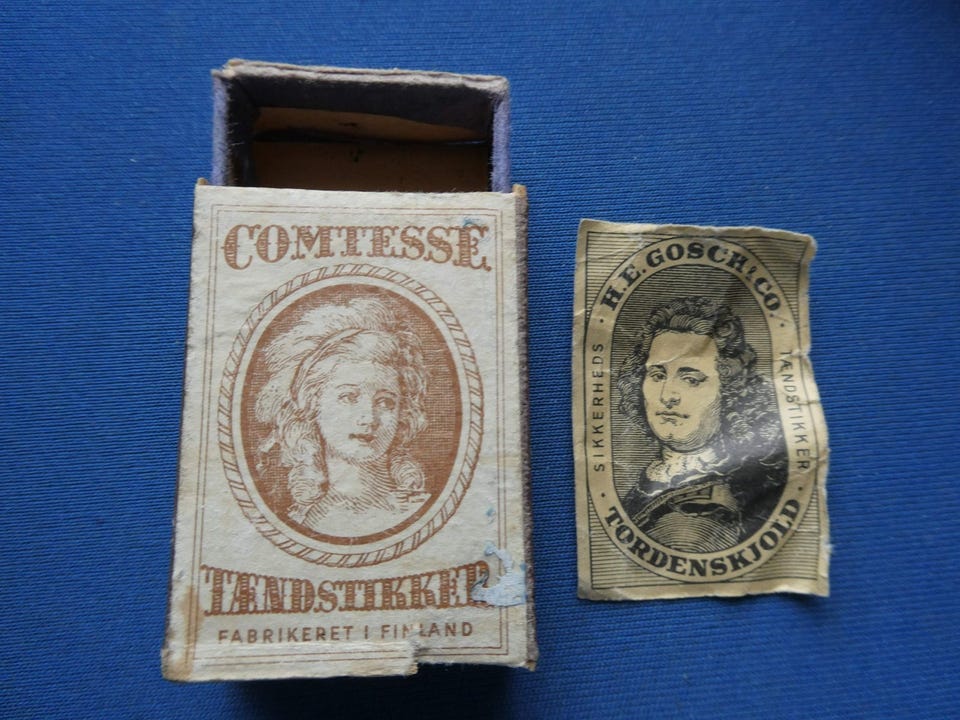 COMTESSE
TÆNDSTIKKER
FABRIKERET I FINLAND
H.E. GOSCH & CO.
SIKKERHEDS
TÆNDSTIKKER
TORDENSKJOLD